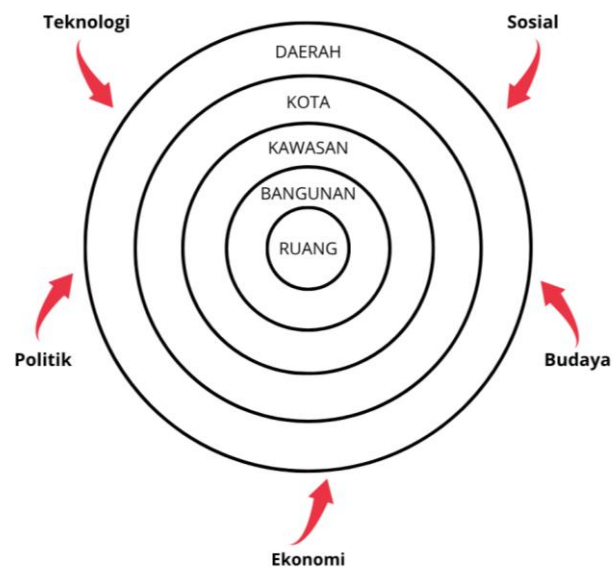 Teknologi
Sosial
DAERAH
KOTA
KAWASAN
BANGUNAN
RUANG
Politik
Budaya
Ekonomi